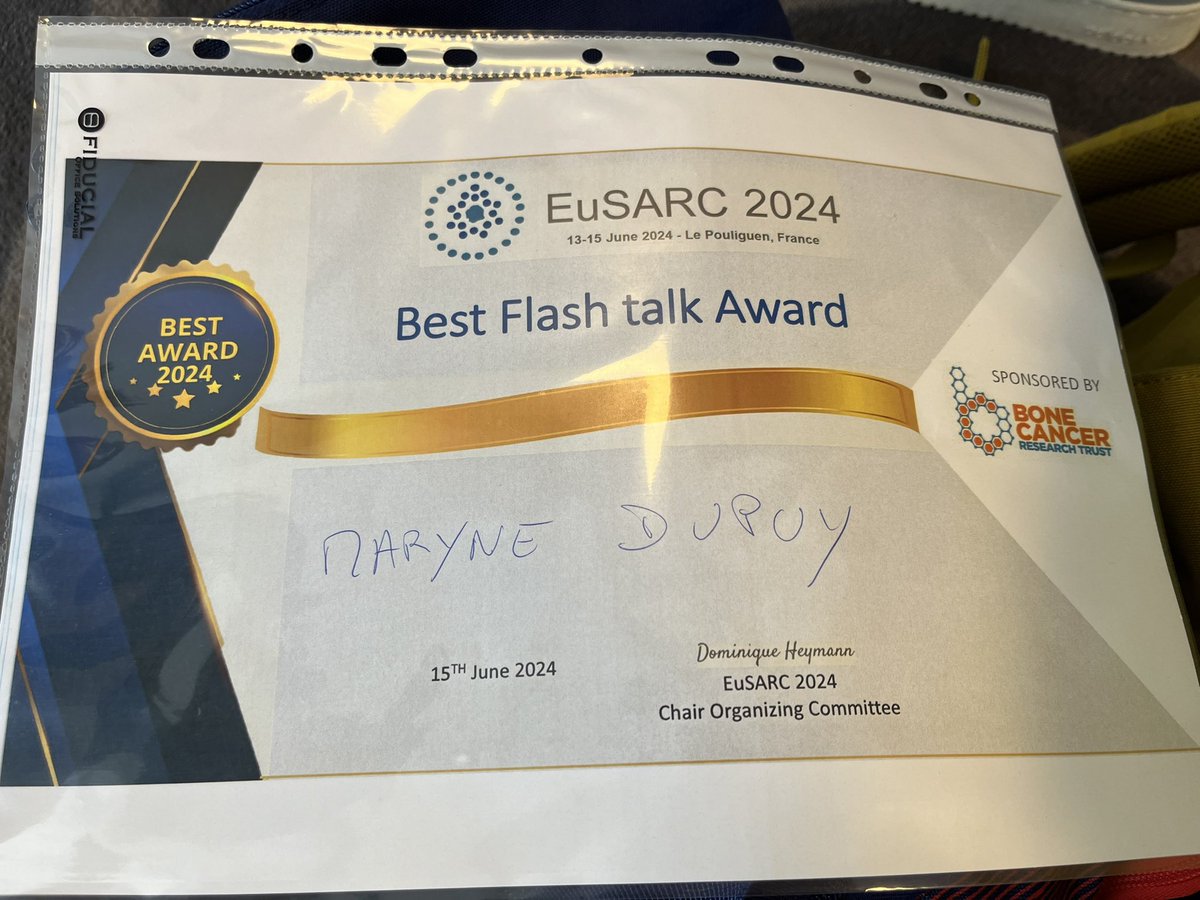 FIDUCIAL
OFFICE SOLUTIONS
EuSARC 2024
13-15 June 2024 - Le Pouliguen, France
Best Flash talk Award
BEST
AWARD
2024
SPONSORED BY
BONE
CANCER
RESEARCH TRUST
MARYNE DUPUY
15TH June 2024
Dominique Heymann
EuSARC 2024
Chair Organizing Committee